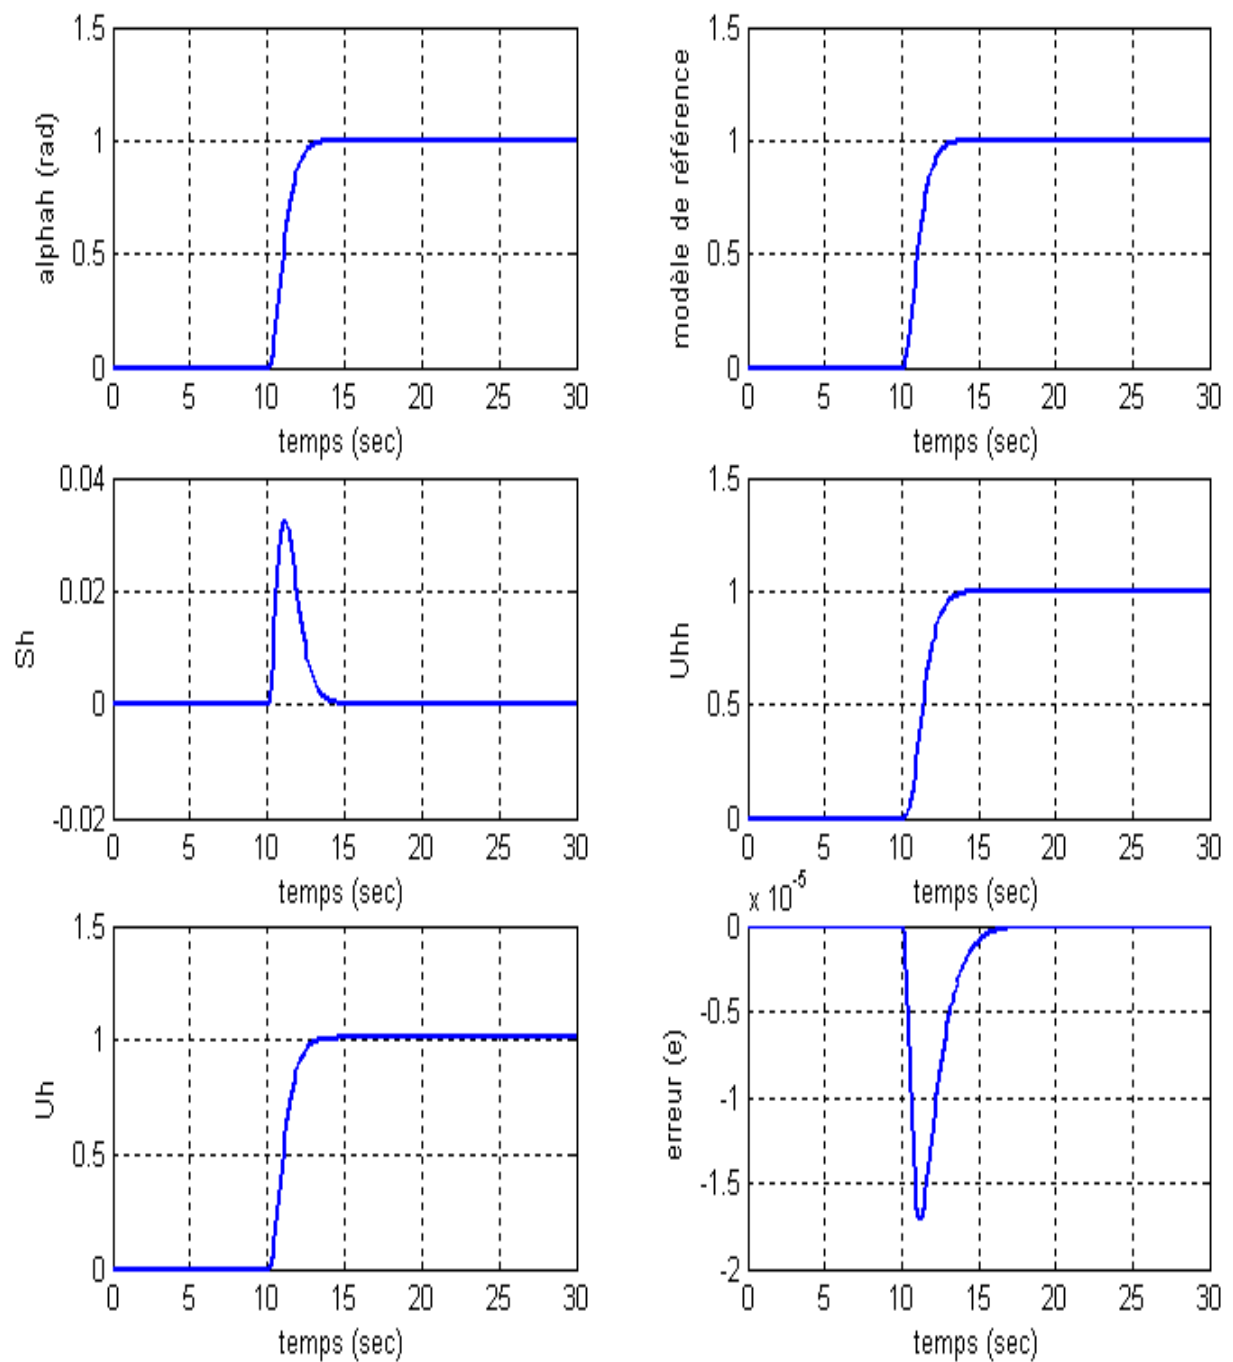 1.5
1
0.5
0
alphah (rad)
0 5 10 15 20 25 30
temps (sec)
1.5
1
0.5
0
modèle de référence
0 5 10 15 20 25 30
temps (sec)
0.04
0.02
0
-0.02
Sh
0 5 10 15 20 25 30
temps (sec)
1.5
1
0.5
0
Uhh
0 5 10 15 20 25 30
temps (sec)
1.5
1
0.5
0
Uh
0 5 10 15 20 25 30
temps (sec)
x 10^-5
0
-0.5
-1
-1.5
-2
erreur (e)
0 5 10 15 20 25 30
temps (sec)